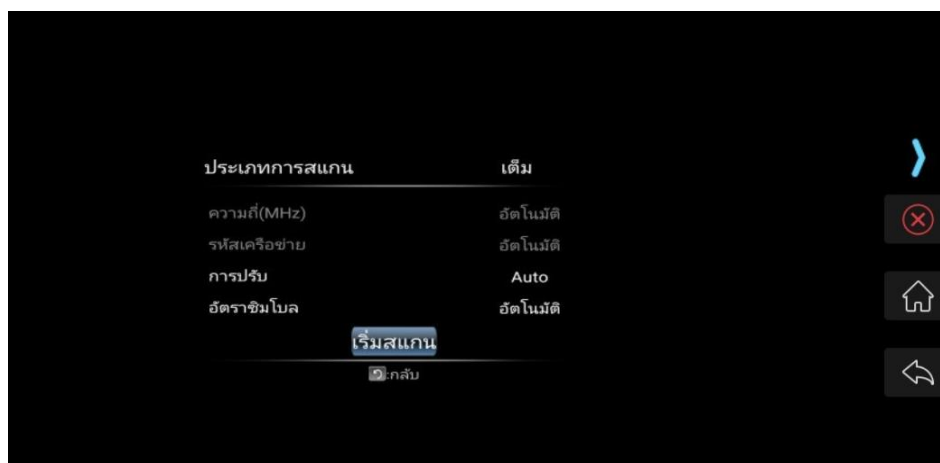 ประเภทการสแกน เต็ม
ความถี่(MHz) อัตโนมัติ
รหัสเครือข่าย อัตโนมัติ
การปรับ Auto
อัตราซิมโบล อัตโนมัติ
เริ่มสแกน
:กลับ